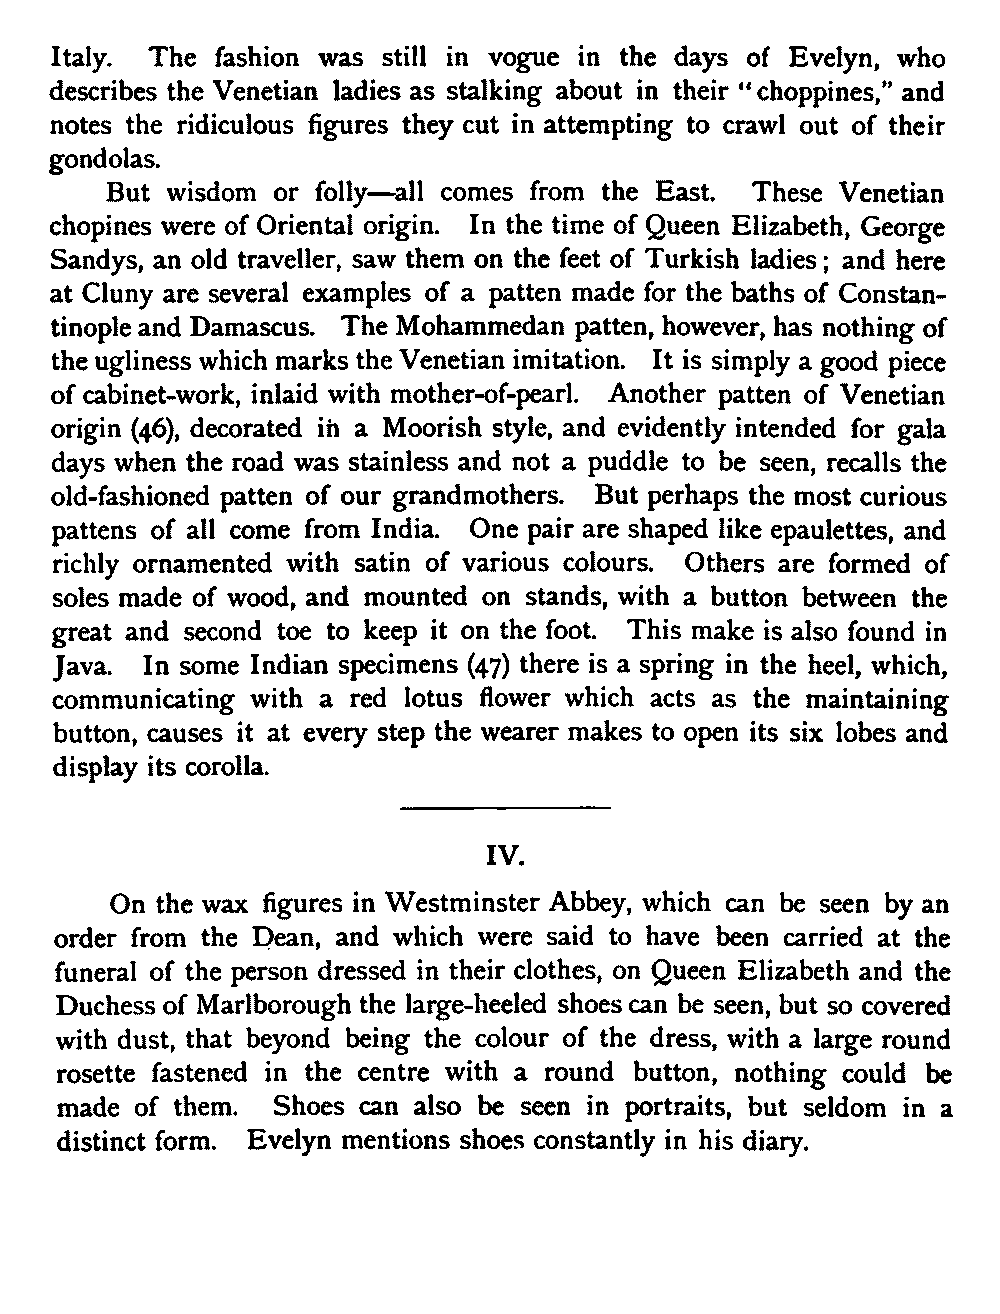 Italy. The fashion was still in vogue in the days of Evelyn, who
describes the Venetian ladies as stalking about in their “choppines,” and
notes the ridiculous figures they cut in attempting to crawl out of their
gondolas.
But wisdom or folly—all comes from the East. These Venetian
chopines were of Oriental origin. In the time of Queen Elizabeth, George
Sandys, an old traveller, saw them on the feet of Turkish ladies; and here
at Cluny are several examples of a patten made for the baths of Constan-
tinople and Damascus. The Mohammedan patten, however, has nothing of
the ugliness which marks the Venetian imitation. It is simply a good piece
of cabinet-work, inlaid with mother-of-pearl. Another patten of Venetian
origin (46), decorated in a Moorish style, and evidently intended for gala
days when the road was stainless and not a puddle to be seen, recalls the
old-fashioned patten of our grandmothers. But perhaps the most curious
pattens of all come from India. One pair are shaped like epaulettes, and
richly ornamented with satin of various colours. Others are formed of
soles made of wood, and mounted on stands, with a button between the
great and second toe to keep it on the foot. This make is also found in
Java. In some Indian specimens (47) there is a spring in the heel, which,
communicating with a red lotus flower which acts as the maintaining
button, causes it at every step the wearer makes to open its six lobes and
display its corolla.
IV.
On the wax figures in Westminster Abbey, which can be seen by an
order from the Dean, and which were said to have been carried at the
funeral of the person dressed in their clothes, on Queen Elizabeth and the
Duchess of Marlborough the large-heeled shoes can be seen, but so covered
with dust, that beyond being the colour of the dress, with a large round
rosette fastened in the centre with a round button, nothing could be
made of them. Shoes can also be seen in portraits, but seldom in a
distinct form. Evelyn mentions shoes constantly in his diary.